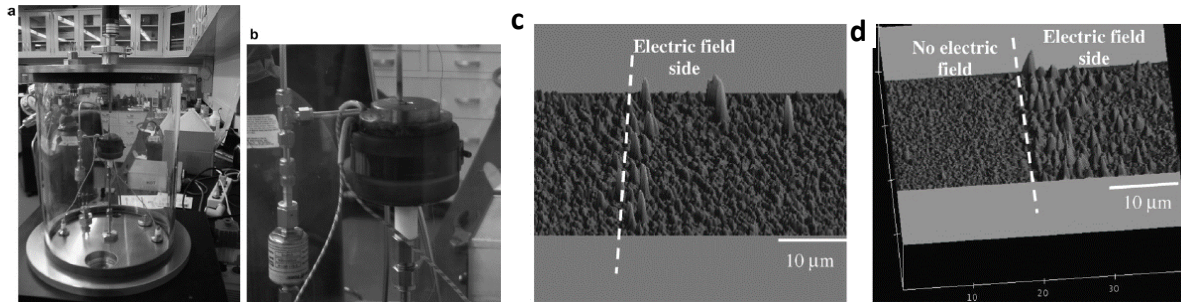 a
b
c
Electric field
side
10 μm
d
No electric
field
Electric field
side
10 μm
10
20
30